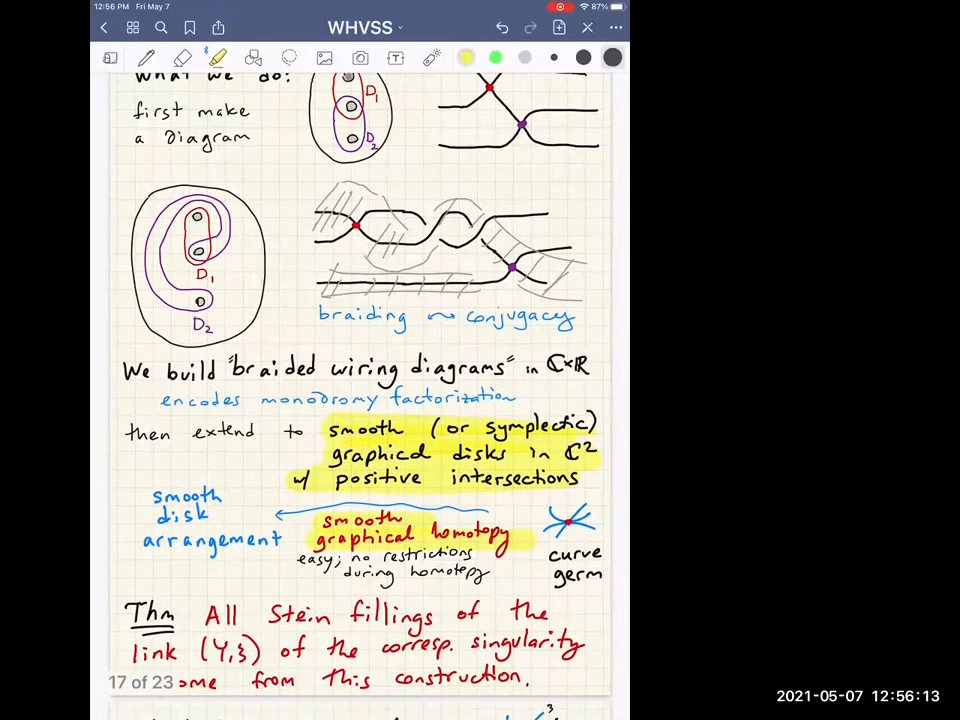 12:56 PM Fri May 7
87%
WHVSS
What we do:
first make
a diagram
D1
D2
D1
D2
braiding ⇝ conjugacy
We build "braided wiring diagrams" in ℂ×ℝ
encodes monodromy factorization
then extend to smooth (or symplectic)
graphical disks in ℂ²
w/ positive intersections
smooth
disk
arrangement
smooth
graphical homotopy
easy; no restrictions
during homotopy
curve
germ
Thm All Stein fillings of the
link (Y,ξ) of the corresp. singularity
come from this construction.
17 of 23
2021-05-07 12:56:13